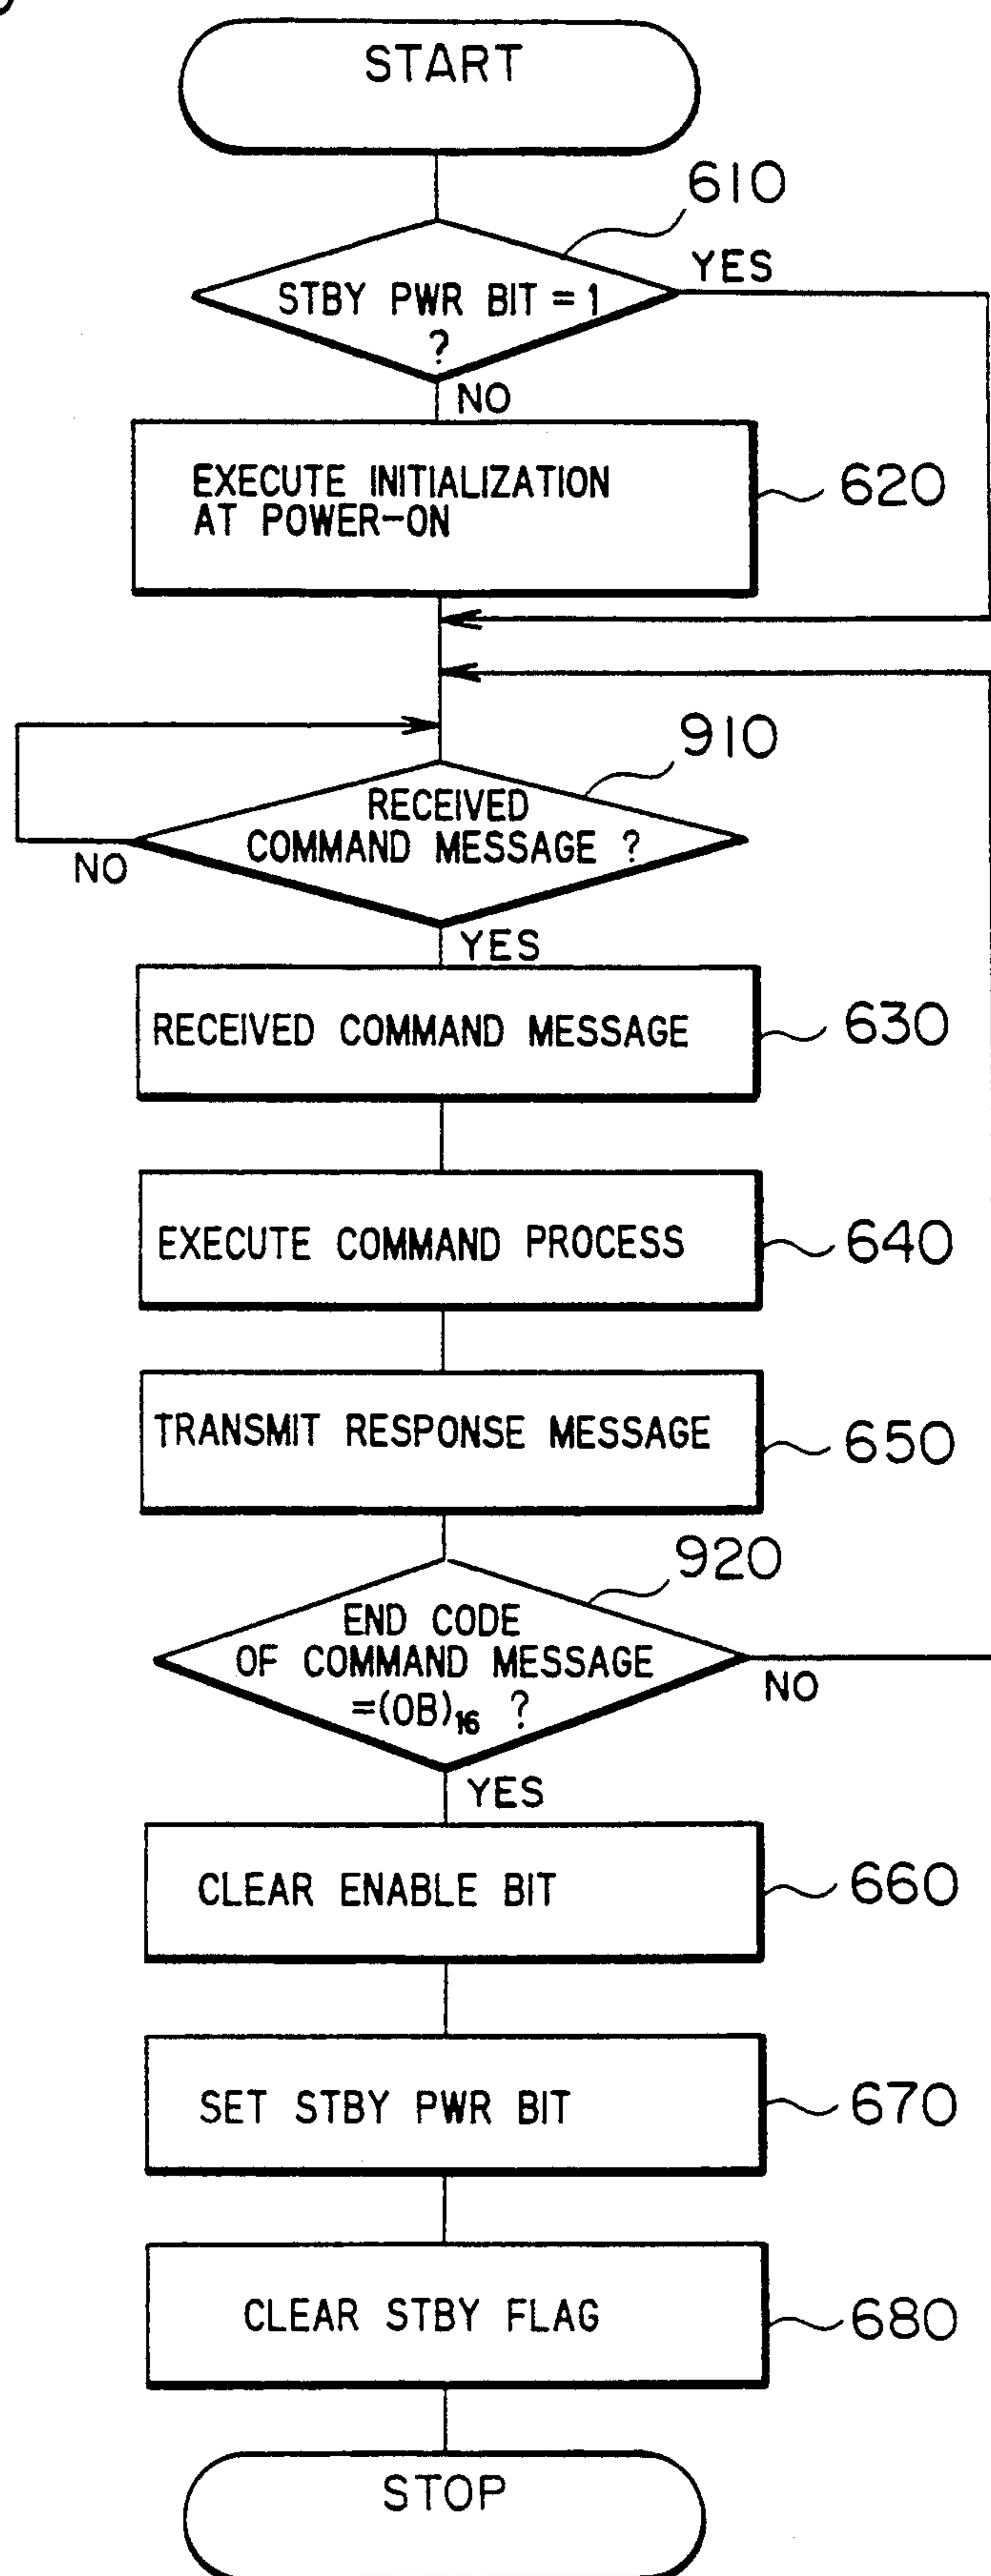 START
610
YES
STBY PWR BIT = 1
?
NO
EXECUTE INITIALIZATION
AT POWER-ON
620
910
RECEIVED
COMMAND MESSAGE ?
NO
YES
RECEIVED COMMAND MESSAGE
630
EXECUTE COMMAND PROCESS
640
TRANSMIT RESPONSE MESSAGE
650
920
END CODE
OF COMMAND MESSAGE
=(OB)16 ?
NO
YES
CLEAR ENABLE BIT
660
SET STBY PWR BIT
670
CLEAR STBY FLAG
680
STOP